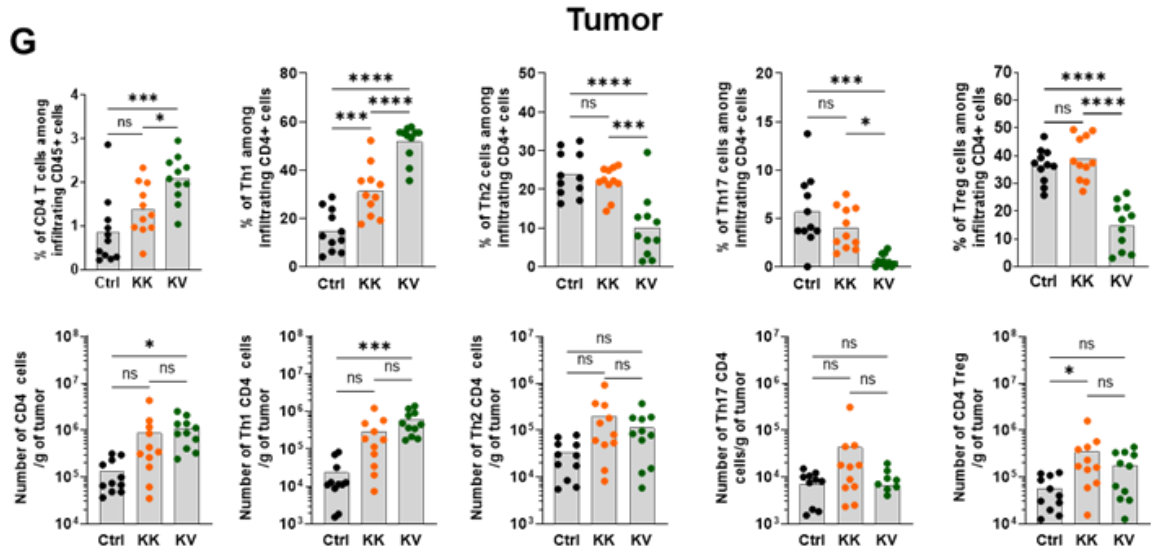 Tumor
G
% of CD4 T cells among
infiltrating CD45+ cells
4
3
2
1
0
***
ns
*
Ctrl KK KV
% of Th1 among
infiltrating CD4+ cells
80
60
40
20
0
****
***
****
Ctrl KK KV
% of Th2 cells among
infiltrating CD4+ cells
50
40
30
20
10
0
****
ns
***
Ctrl KK KV
% of Th17 cells among
infiltrating CD4+ cells
20
15
10
5
0
***
ns
*
Ctrl KK KV
% of Treg cells among
infiltrating CD4+ cells
70
60
50
40
30
20
10
0
****
ns
****
Ctrl KK KV
Number of CD4 cells
/g of tumor
10⁸
10⁷
10⁶
10⁵
10⁴
*
ns
ns
Ctrl KK KV
Number of Th1 CD4 cells
/g of tumor
10⁸
10⁷
10⁶
10⁵
10⁴
10³
***
ns
ns
Ctrl KK KV
Number of Th2 CD4 cells
/g of tumor
10⁷
10⁶
10⁵
10⁴
10³
ns
ns
ns
Ctrl KK KV
Number of Th17 CD4
cells/g of tumor
10⁷
10⁶
10⁵
10⁴
10³
ns
ns
ns
Ctrl KK KV
Number of CD4 Treg
/g of tumor
10⁸
10⁷
10⁶
10⁵
10⁴
ns
*
ns
Ctrl KK KV